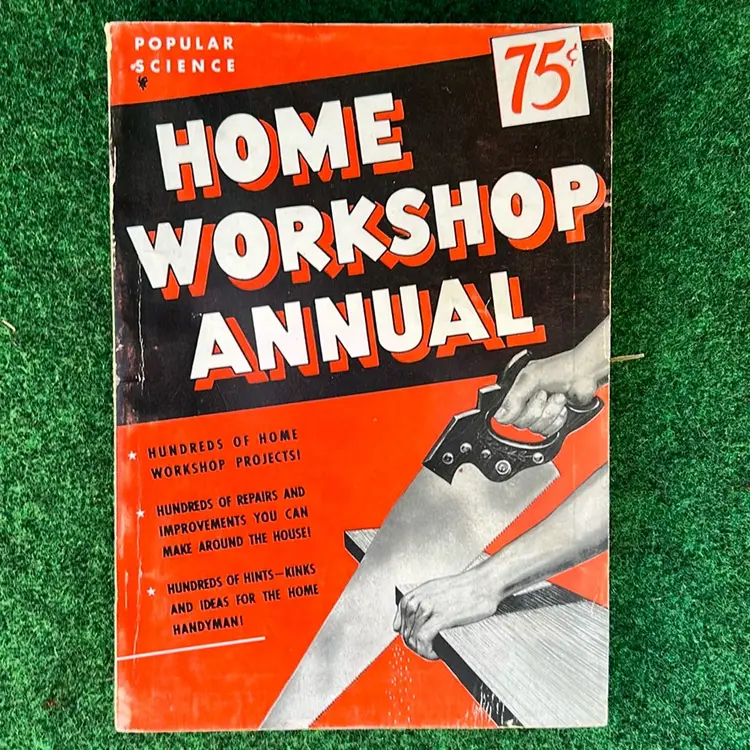 POPULAR
SCIENCE
75¢
HOME
WORKSHOP
ANNUAL
★ HUNDREDS OF HOME
WORKSHOP PROJECTS!
★ HUNDREDS OF REPAIRS AND
IMPROVEMENTS YOU CAN
MAKE AROUND THE HOUSE!
★ HUNDREDS OF HINTS—KINKS
AND IDEAS FOR THE HOME
HANDYMAN!